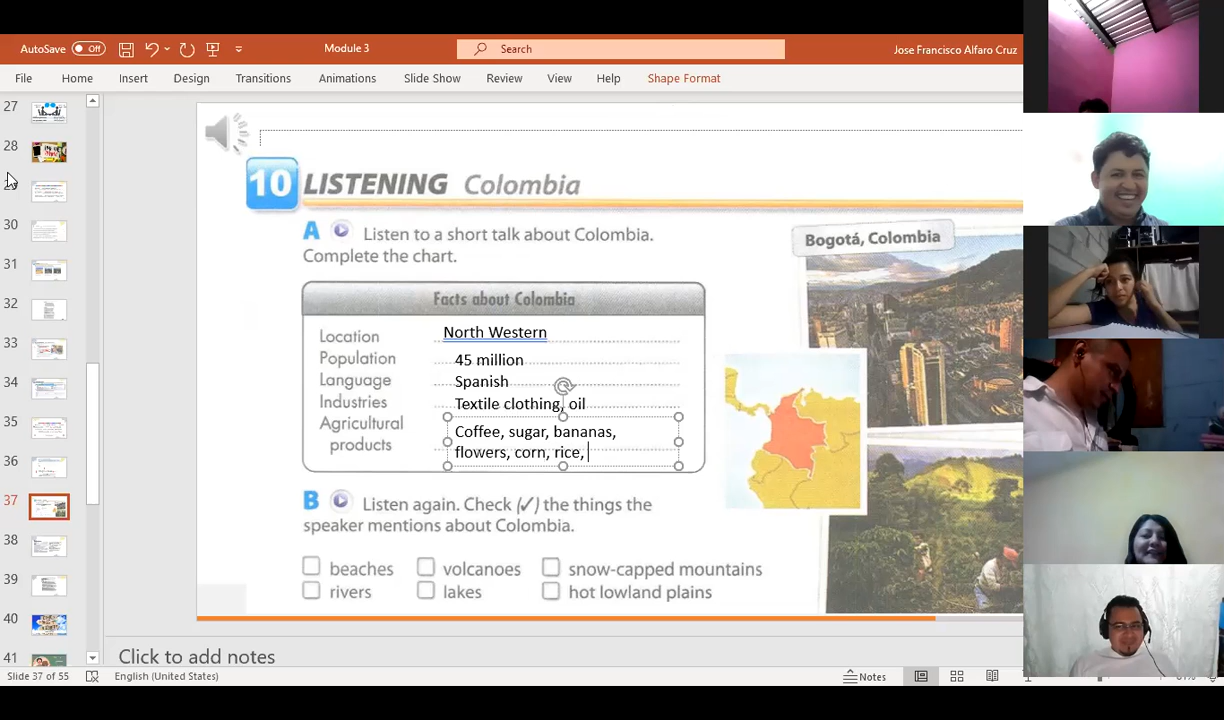 AutoSave Off
Module 3
Search
Jose Francisco Alfaro Cruz
File Home Insert Design Transitions Animations Slide Show Review View Help Shape Format
27
28
30
31
32
33
34
35
36
37
38
39
40
41
10 LISTENING Colombia
A Listen to a short talk about Colombia.
Complete the chart.
Facts about Colombia
Location North Western
Population 45 million
Language Spanish
Industries Textile clothing, oil
Agricultural products Coffee, sugar, bananas,
flowers, corn, rice,
B Listen again. Check (✓) the things the
speaker mentions about Colombia.
beaches volcanoes snow-capped mountains
rivers lakes hot lowland plains
Bogotá, Colombia
Click to add notes
Slide 37 of 55 English (United States) Notes